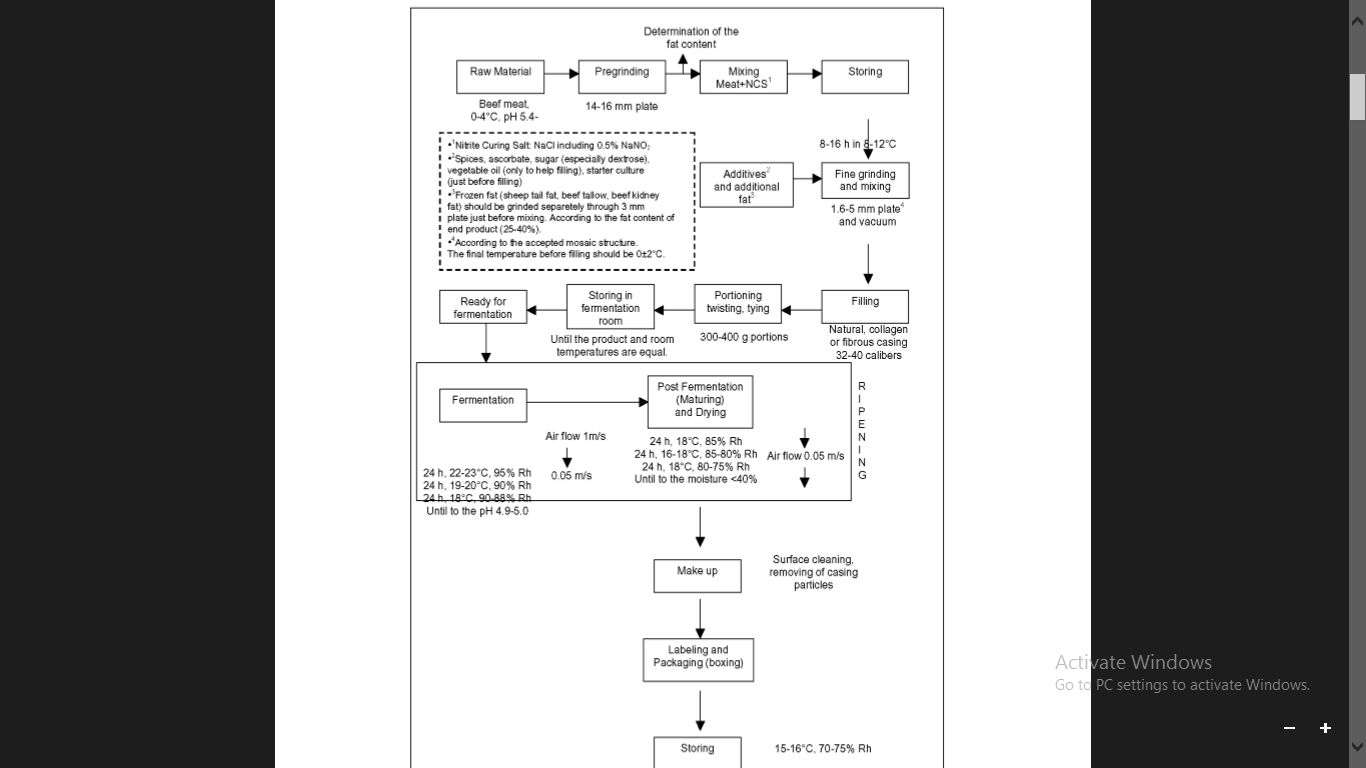 Determination of the
fat content
Raw Material
Pregrinding
Mixing
Meat+NCS1
Storing
Beef meat,
0-4°C, pH 5.4-
14-16 mm plate
•1Nitrite Curing Salt: NaCl including 0.5% NaNO2
•2Spices, ascorbate, sugar (especially dextrose),
vegetable oil (only to help filling), starter culture
(just before filling)
•3Frozen fat (sheep tail fat, beef tallow, beef kidney
fat) should be grinded separetely through 3 mm
plate just before mixing. According to the fat content of
end product (25-40%).
•4According to the accepted mosaic structure.
The final temperature before filling should be 0±2°C.
8-16 h in 8-12°C
Additives2
and additional
fat3
Fine grinding
and mixing
1.6-5 mm plate4
and vacuum
Ready for
fermentation
Storing in
fermentation
room
Portioning
twisting, tying
Filling
Until the product and room
temperatures are equal.
300-400 g portions
Natural, collagen
or fibrous casing
32-40 calibers
Fermentation
Post Fermentation
(Maturing)
and Drying
RIPENING
Air flow 1m/s
0.05 m/s
24 h, 18°C, 85% Rh
24 h, 16-18°C, 85-80% Rh
24 h, 18°C, 80-75% Rh
Until to the moisture <40%
Air flow 0.05 m/s
24 h, 22-23°C, 95% Rh
24 h, 19-20°C, 90% Rh
24 h, 18°C, 90-88% Rh
Until to the pH 4.9-5.0
Make up
Surface cleaning,
removing of casing
particles
Labeling and
Packaging (boxing)
Storing
15-16°C, 70-75% Rh
Activate Windows
Go to PC settings to activate Windows.